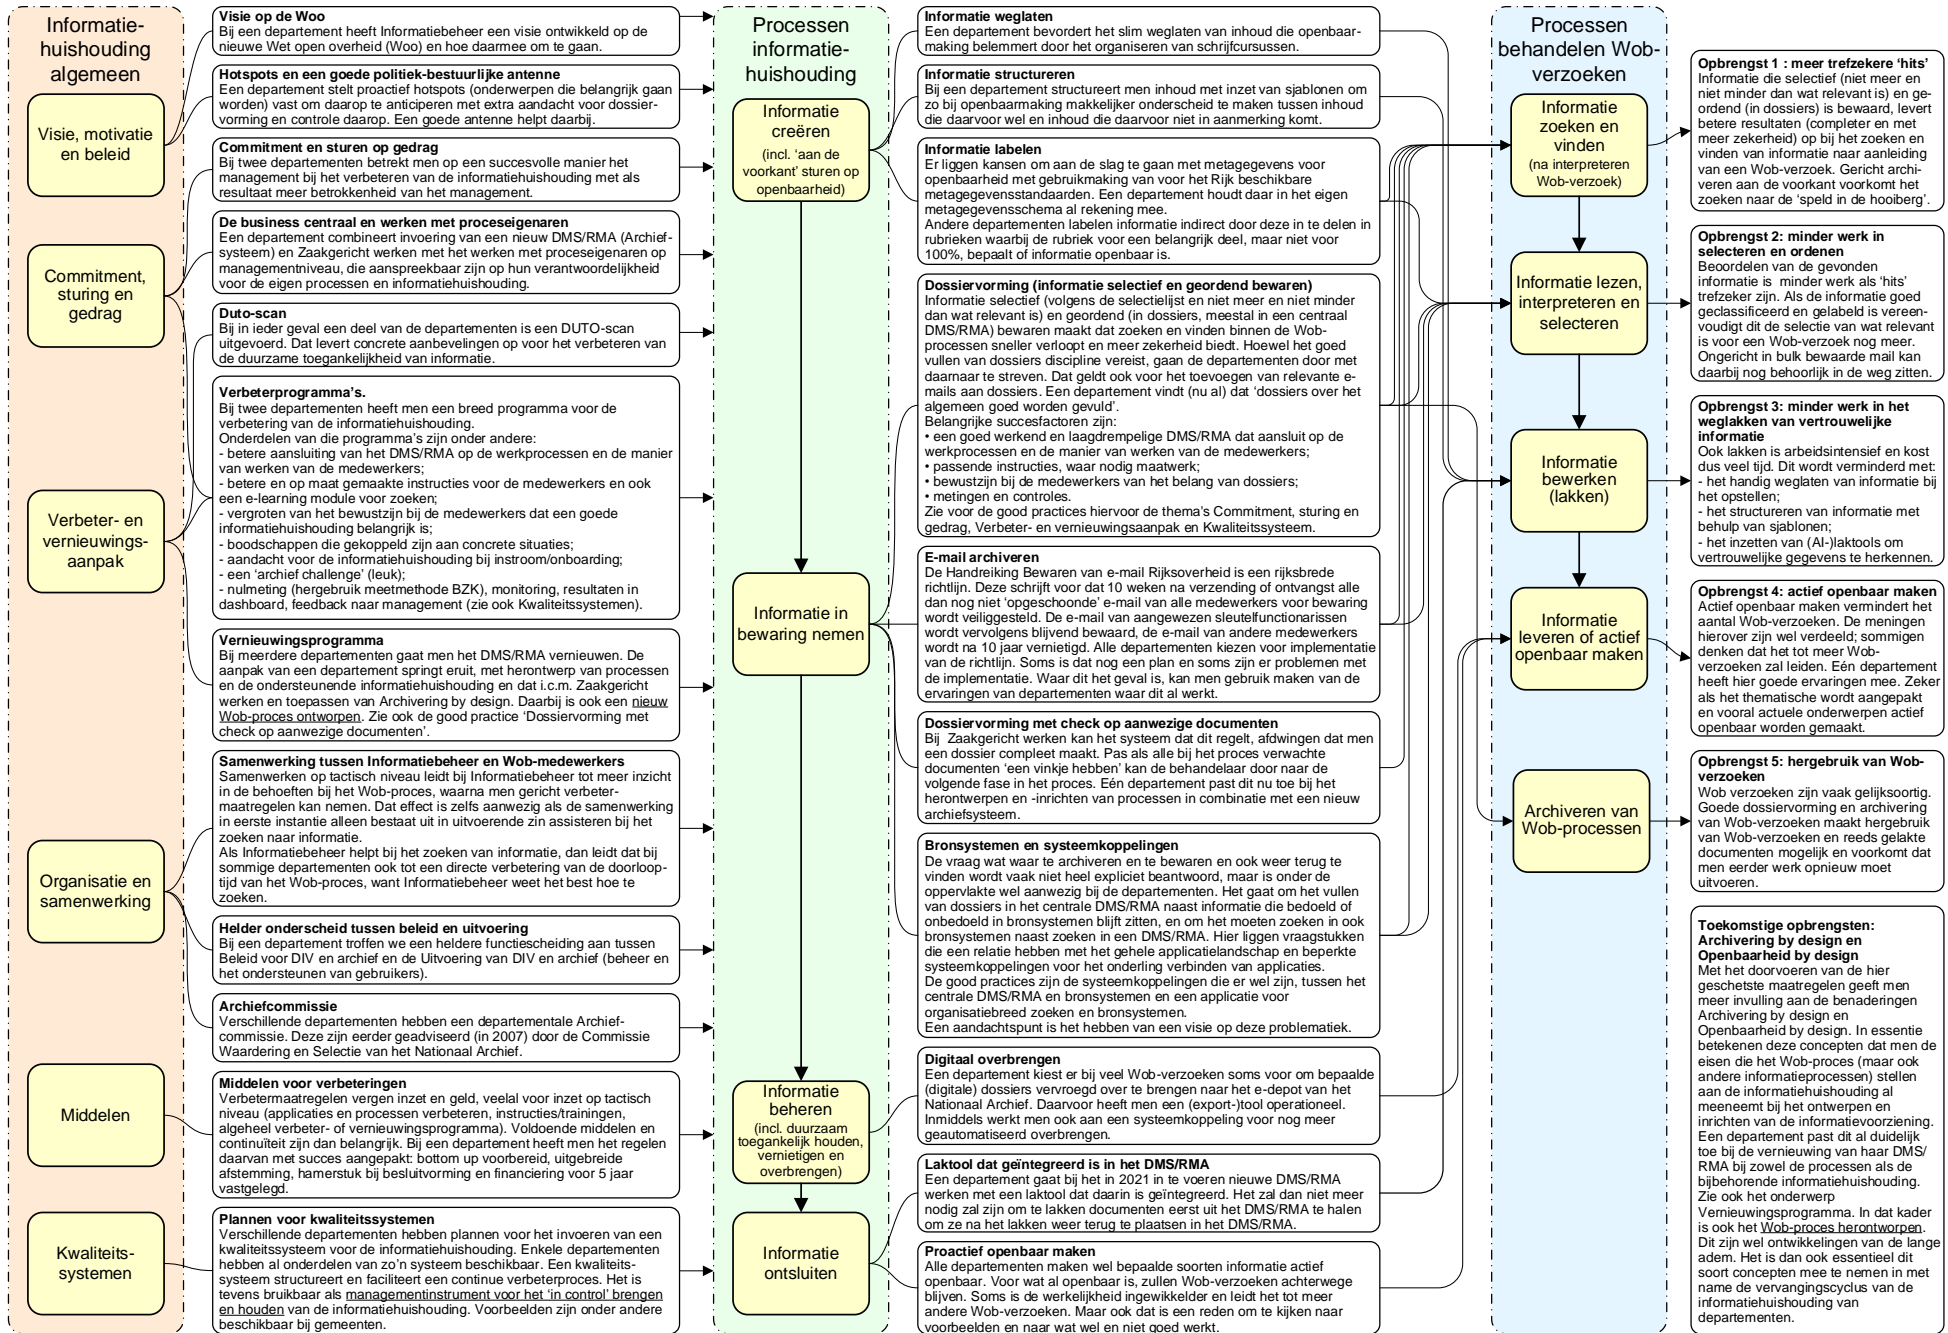 Informatie-
huishouding
algemeen
Visie, motivatie
en beleid
Commitment,
sturing en
gedrag
Verbeter- en
vernieuwings-
aanpak
Organisatie en
samenwerking
Middelen
Kwaliteits-
systemen
Visie op de Woo
Bij een departement heeft Informatiebeheer een visie ontwikkeld op de
nieuwe Wet open overheid (Woo) en hoe daarmee om te gaan.
Hotspots en een goede politiek-bestuurlijke antenne
Een departement stelt proactief hotspots (onderwerpen die belangrijk gaan
worden) vast om daarop te anticiperen met extra aandacht voor dossier-
vorming en controle daarop. Een goede antenne helpt daarbij.
Commitment en sturen op gedrag
Bij twee departementen betrekt men op een succesvolle manier het
management bij het verbeteren van de informatiehuishouding met als
resultaat meer betrokkenheid van het management.
De business centraal en werken met proceseigenaren
Een departement combineert invoering van een nieuw DMS/RMA (Archief-
systeem) en Zaakgericht werken met het werken met proceseigenaren op
managementniveau, die aanspreekbaar zijn op hun verantwoordelijkheid
voor de eigen processen en informatiehuishouding.
Duto-scan
Bij in ieder geval een deel van de departementen is een DUTO-scan
uitgevoerd. Dat levert concrete aanbevelingen op voor het verbeteren van
de duurzame toegankelijkheid van informatie.
Verbeterprogramma's.
Bij twee departementen heeft men een breed programma voor de
verbetering van de informatiehuishouding.
Onderdelen van die programma's zijn onder andere:
- betere aansluiting van het DMS/RMA op de werkprocessen en de manier
van werken van de medewerkers;
- betere en op maat gemaakte instructies voor de medewerkers en ook
een e-learning module voor zoeken;
- vergroten van het bewustzijn bij de medewerkers dat een goede
informatiehuishouding belangrijk is;
- boodschappen die gekoppeld zijn aan concrete situaties;
- aandacht voor de informatiehuishouding bij instroom/onboarding;
- een 'archief challenge' (leuk);
- nulmeting (hergebruik meetmethode BZK), monitoring, resultaten in
dashboard, feedback naar management (zie ook Kwaliteitssystemen).
Vernieuwingsprogramma
Bij meerdere departementen gaat men het DMS/RMA vernieuwen. De
aanpak van een departement springt eruit, met herontwerp van processen
en de ondersteunende informatiehuishouding en dat i.c.m. Zaakgericht
werken en toepassen van Archivering by design. Daarbij is ook een nieuw
Wob-proces ontworpen. Zie ook de good practice 'Dossiervorming met
check op aanwezige documenten'.
Samenwerking tussen Informatiebeheer en Wob-medewerkers
Samenwerken op tactisch niveau leidt bij Informatiebeheer tot meer inzicht
in de behoeften bij het Wob-proces, waarna men gericht verbeter-
maatregelen kan nemen. Dat effect is zelfs aanwezig als de samenwerking
in eerste instantie alleen bestaat uit in uitvoerende zin assisteren bij het
zoeken naar informatie.
Als Informatiebeheer helpt bij het zoeken van informatie, dan leidt dat bij
sommige departementen ook tot een directe verbetering van de doorloop-
tijd van het Wob-proces, want Informatiebeheer weet het best hoe te
zoeken.
Helder onderscheid tussen beleid en uitvoering
Bij een departement troffen we een heldere functiescheiding aan tussen
Beleid voor DIV en archief en de Uitvoering van DIV en archief (beheer en
het ondersteunen van gebruikers).
Archiefcommissie
Verschillende departementen hebben een departementale Archief-
commissie. Deze zijn eerder geadviseerd (in 2007) door de Commissie
Waardering en Selectie van het Nationaal Archief.
Middelen voor verbeteringen
Verbetermaatregelen vergen inzet en geld, veelal voor inzet op tactisch
niveau (applicaties en processen verbeteren, instructies/trainingen,
algeheel verbeter- of vernieuwingsprogramma). Voldoende middelen en
continuïteit zijn dan belangrijk. Bij een departement heeft men het regelen
daarvan met succes aangepakt: bottom up voorbereid, uitgebreide
afstemming, hamerstuk bij besluitvorming en financiering voor 5 jaar
vastgelegd.
Plannen voor kwaliteitssystemen
Verschillende departementen hebben plannen voor het invoeren van een
kwaliteitssysteem voor de informatiehuishouding. Enkele departementen
hebben al onderdelen van zo'n systeem beschikbaar. Een kwaliteits-
systeem structureert en faciliteert een continue verbeterproces. Het is
tevens bruikbaar als managementinstrument voor het 'in control' brengen
en houden van de informatiehuishouding. Voorbeelden zijn onder andere
beschikbaar bij gemeenten.
Processen
informatie-
huishouding
Informatie
creëren
(incl. 'aan de
voorkant' sturen op
openbaarheid)
Informatie in
bewaring nemen
Informatie
beheren
(incl. duurzaam
toegankelijk houden,
vernietigen en
overbrengen)
Informatie
ontsluiten
Informatie weglaten
Een departement bevordert het slim weglaten van inhoud die openbaar-
making belemmert door het organiseren van schrijfcursussen.
Informatie structureren
Bij een departement structureert men inhoud met inzet van sjablonen om
zo bij openbaarmaking makkelijker onderscheid te maken tussen inhoud
die daarvoor wel en inhoud die daarvoor niet in aanmerking komt.
Informatie labelen
Er liggen kansen om aan de slag te gaan met metagegevens voor
openbaarheid met gebruikmaking van voor het Rijk beschikbare
metagegevensstandaarden. Een departement houdt daar in het eigen
metagegevensschema al rekening mee.
Andere departementen labelen informatie indirect door deze in te delen in
rubrieken waarbij de rubriek voor een belangrijk deel, maar niet voor
100%, bepaalt of informatie openbaar is.
Dossiervorming (informatie selectief en geordend bewaren)
Informatie selectief (volgens de selectielijst en niet meer en niet minder
dan wat relevant is) en geordend (in dossiers, meestal in een centraal
DMS/RMA) bewaren maakt dat zoeken en vinden binnen de Wob-
processen sneller verloopt en meer zekerheid biedt. Hoewel het goed
vullen van dossiers discipline vereist, gaan de departementen door met
daarnaar te streven. Dat geldt ook voor het toevoegen van relevante e-
mails aan dossiers. Een departement vindt (nu al) dat 'dossiers over het
algemeen goed worden gevuld'.
Belangrijke succesfactoren zijn:
• een goed werkend en laagdrempelige DMS/RMA dat aansluit op de
werkprocessen en de manier van werken van de medewerkers;
• passende instructies, waar nodig maatwerk;
• bewustzijn bij de medewerkers van het belang van dossiers;
• metingen en controles.
Zie voor de good practices hiervoor de thema's Commitment, sturing en
gedrag, Verbeter- en vernieuwingsaanpak en Kwaliteitssysteem.
E-mail archiveren
De Handreiking Bewaren van e-mail Rijksoverheid is een rijksbrede
richtlijn. Deze schrijft voor dat 10 weken na verzending of ontvangst alle
dan nog niet 'opgeschoonde' e-mail van alle medewerkers voor bewaring
wordt veiliggesteld. De e-mail van aangewezen sleutelfunctionarissen
wordt vervolgens blijvend bewaard, de e-mail van andere medewerkers
wordt na 10 jaar vernietigd. Alle departementen kiezen voor implementatie
van de richtlijn. Soms is dat nog een plan en soms zijn er problemen met
de implementatie. Waar dit het geval is, kan men gebruik maken van de
ervaringen van departementen waar dit al werkt.
Dossiervorming met check op aanwezige documenten
Bij  Zaakgericht werken kan het systeem dat dit regelt, afdwingen dat men
een dossier compleet maakt. Pas als alle bij het proces verwachte
documenten 'een vinkje hebben' kan de behandelaar door naar de
volgende fase in het proces. Eén departement past dit nu toe bij het
herontwerpen en -inrichten van processen in combinatie met een nieuw
archiefsysteem.
Bronsystemen en systeemkoppelingen
De vraag wat waar te archiveren en te bewaren en ook weer terug te
vinden wordt vaak niet heel expliciet beantwoord, maar is onder de
oppervlakte wel aanwezig bij de departementen. Het gaat om het vullen
van dossiers in het centrale DMS/RMA naast informatie die bedoeld of
onbedoeld in bronsystemen blijft zitten, en om het moeten zoeken in ook
bronsystemen naast zoeken in een DMS/RMA. Hier liggen vraagstukken
die een relatie hebben met het gehele applicatielandschap en beperkte
systeemkoppelingen voor het onderling verbinden van applicaties.
De good practices zijn de systeemkoppelingen die er wel zijn, tussen het
centrale DMS/RMA en bronsystemen en een applicatie voor
organisatiebreed zoeken en bronsystemen.
Een aandachtspunt is het hebben van een visie op deze problematiek.
Digitaal overbrengen
Een departement kiest er bij veel Wob-verzoeken soms voor om bepaalde
(digitale) dossiers vervroegd over te brengen naar het e-depot van het
Nationaal Archief. Daarvoor heeft men een (export-)tool operationeel.
Inmiddels werkt men ook aan een systeemkoppeling voor nog meer
geautomatiseerd overbrengen.
Laktool dat geïntegreerd is in het DMS/RMA
Een departement gaat bij het in 2021 in te voeren nieuwe DMS/RMA
werken met een laktool dat daarin is geïntegreerd. Het zal dan niet meer
nodig zal zijn om te lakken documenten eerst uit het DMS/RMA te halen
om ze na het lakken weer terug te plaatsen in het DMS/RMA.
Proactief openbaar maken
Alle departementen maken wel bepaalde soorten informatie actief
openbaar. Voor wat al openbaar is, zullen Wob-verzoeken achterwege
blijven. Soms is de werkelijkheid ingewikkelder en leidt het tot meer
andere Wob-verzoeken. Maar ook dat is een reden om te kijken naar
voorbeelden en naar wat wel en niet goed werkt.
Processen
behandelen Wob-
verzoeken
Informatie
zoeken en
vinden
(na interpreteren
Wob-verzoek)
Informatie lezen,
interpreteren en
selecteren
Informatie
bewerken
(lakken)
Informatie
leveren of actief
openbaar maken
Archiveren van
Wob-processen
Opbrengst 1 : meer trefzekere 'hits'
Informatie die selectief (niet meer en
niet minder dan wat relevant is) en ge-
ordend (in dossiers) is bewaard, levert
betere resultaten (completer en met
meer zekerheid) op bij het zoeken en
vinden van informatie naar aanleiding
van een Wob-verzoek. Gericht archi-
veren aan de voorkant voorkomt het
zoeken naar de 'speld in de hooiberg'.
Opbrengst 2: minder werk in
selecteren en ordenen
Beoordelen van de gevonden
informatie is  minder werk als 'hits'
trefzeker zijn. Als de informatie goed
geclassificeerd en gelabeld is vereen-
voudigt dit de selectie van wat relevant
is voor een Wob-verzoek nog meer.
Ongericht in bulk bewaarde mail kan
daarbij nog behoorlijk in de weg zitten.
Opbrengst 3: minder werk in het
weglakken van vertrouwelijke
informatie
Ook lakken is arbeidsintensief en kost
dus veel tijd. Dit wordt verminderd met:
- het handig weglaten van informatie bij
het opstellen;
- het structureren van informatie met
behulp van sjablonen;
- het inzetten van (AI-)laktools om
vertrouwelijke gegevens te herkennen.
Opbrengst 4: actief openbaar maken
Actief openbaar maken vermindert het
aantal Wob-verzoeken. De meningen
hierover zijn wel verdeeld; sommigen
denken dat het tot meer Wob-
verzoeken zal leiden. Eén departement
heeft hier goede ervaringen mee. Zeker
als het thematische wordt aangepakt
en vooral actuele onderwerpen actief
openbaar worden gemaakt.
Opbrengst 5: hergebruik van Wob-
verzoeken
Wob verzoeken zijn vaak gelijksoortig.
Goede dossiervorming en archivering
van Wob-verzoeken maakt hergebruik
van Wob-verzoeken en reeds gelakte
documenten mogelijk en voorkomt dat
men eerder werk opnieuw moet
uitvoeren.
Toekomstige opbrengsten:
Archivering by design en
Openbaarheid by design
Met het doorvoeren van de hier
geschetste maatregelen geeft men
meer invulling aan de benaderingen
Archivering by design en
Openbaarheid by design. In essentie
betekenen deze concepten dat men de
eisen die het Wob-proces (maar ook
andere informatieprocessen) stellen
aan de informatiehuishouding al
meeneemt bij het ontwerpen en
inrichten van de informatievoorziening.
Een departement past dit al duidelijk
toe bij de vernieuwing van haar DMS/
RMA bij zowel de processen als de
bijbehorende informatiehuishouding.
Zie ook het onderwerp
Vernieuwingsprogramma. In dat kader
is ook het Wob-proces herontworpen.
Dit zijn wel ontwikkelingen van de lange
adem. Het is dan ook essentieel dit
soort concepten mee te nemen in met
name de vervangingscyclus van de
informatiehuishouding van
departementen.